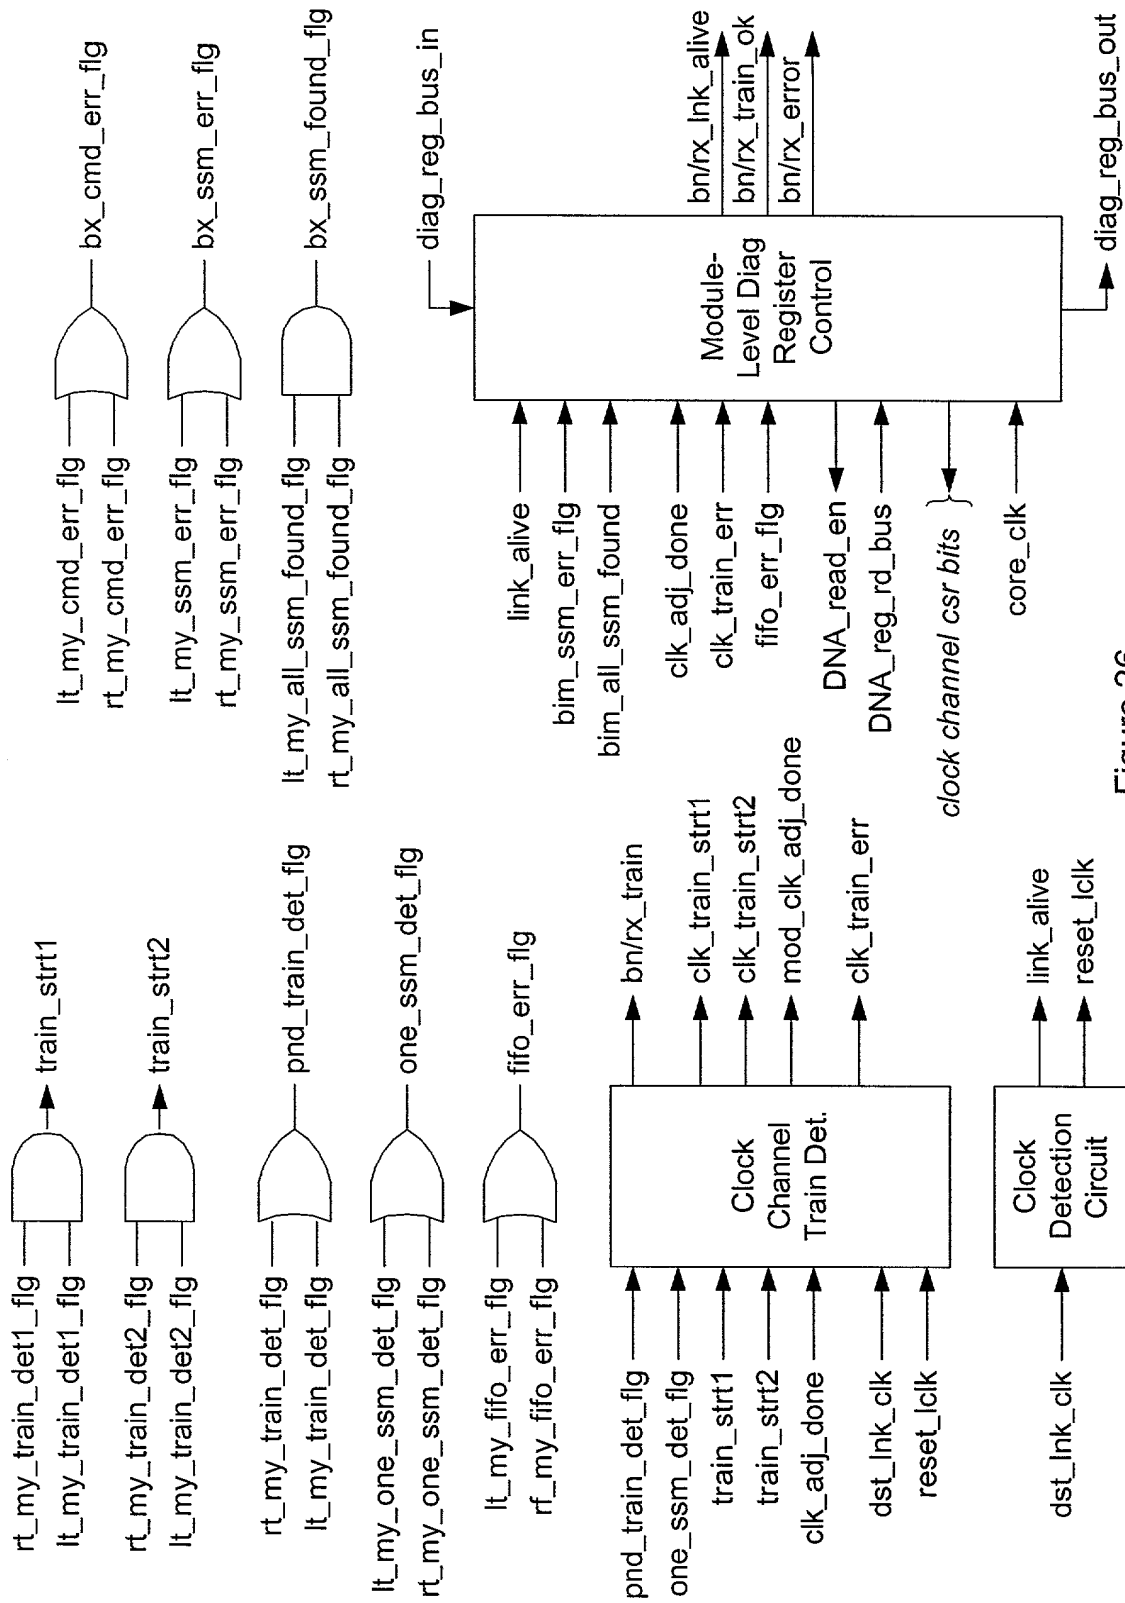 rt_my_train_det1_flg
lt_my_train_det1_flg
train_strt1
rt_my_train_det2_flg
lt_my_train_det2_flg
train_strt2
rt_my_train_det_flg
lt_my_train_det_flg
pnd_train_det_flg
lt_my_one_ssm_det_flg
rt_my_one_ssm_det_flg
one_ssm_det_flg
lt_my_fifo_err_flg
rf_my_fifo_err_flg
fifo_err_flg
pnd_train_det_flg
one_ssm_det_flg
train_strt1
train_strt2
clk_adj_done
dst_lnk_clk
reset_lclk
Clock
Channel
Train Det.
bn/rx_train
clk_train_strt1
clk_train_strt2
mod_clk_adj_done
clk_train_err
dst_lnk_clk
Clock
Detection
Circuit
link_alive
reset_lclk
lt_my_cmd_err_flg
rt_my_cmd_err_flg
bx_cmd_err_flg
lt_my_ssm_err_flg
rt_my_ssm_err_flg
bx_ssm_err_flg
lt_my_all_ssm_found_flg
rt_my_all_ssm_found_flg
bx_ssm_found_flg
diag_reg_bus_in
link_alive
bim_ssm_err_flg
bim_all_ssm_found
clk_adj_done
clk_train_err
fifo_err_flg
DNA_read_en
DNA_reg_rd_bus
clock channel csr bits
core_clk
Module-
Level Diag
Register
Control
bn/rx_lnk_alive
bn/rx_train_ok
bn/rx_error
diag_reg_bus_out
Figure 26